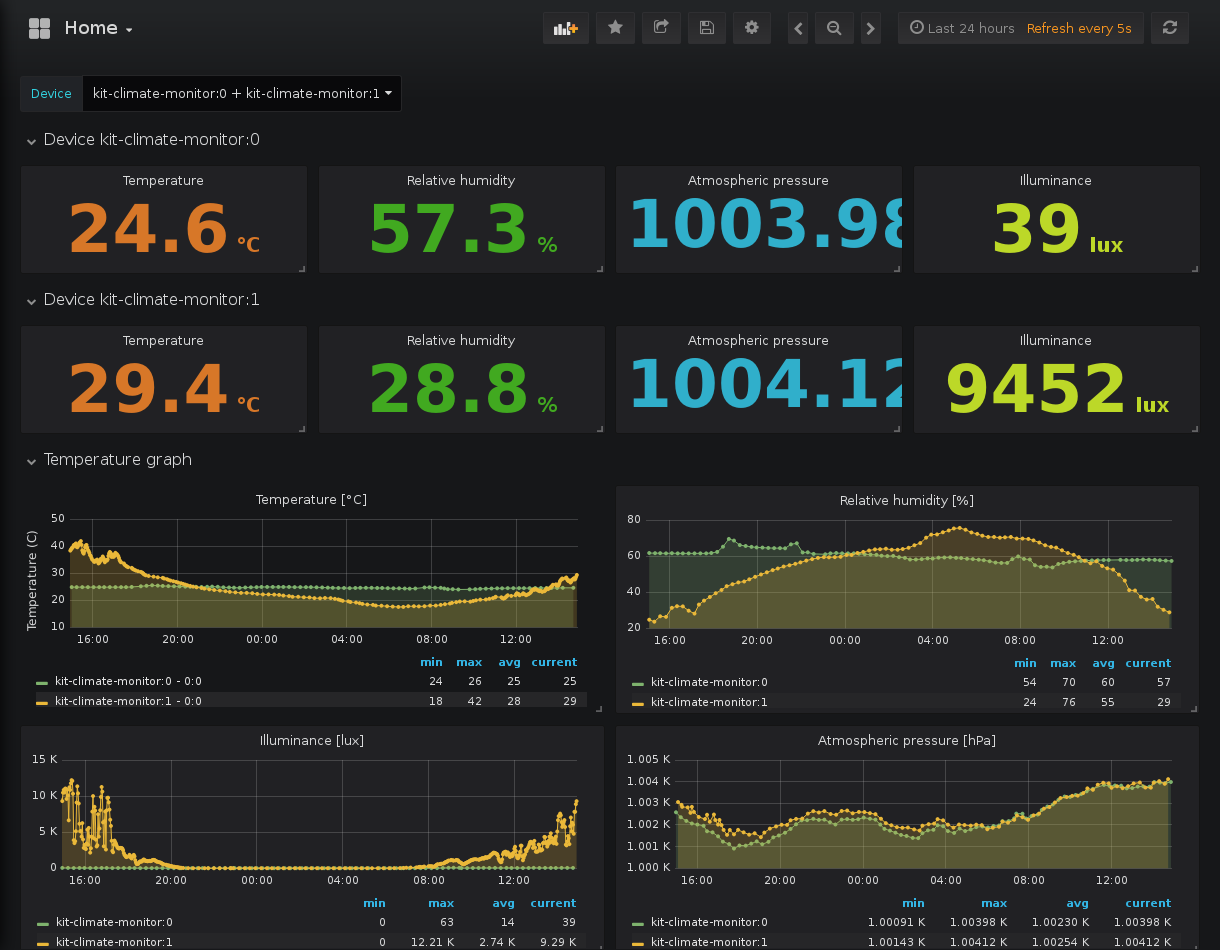 Home
Last 24 hours Refresh every 5s
Device kit-climate-monitor:0 + kit-climate-monitor:1
Device kit-climate-monitor:0
Temperature Relative humidity Atmospheric pressure Illuminance
24.6 °C 57.3 % 1003.98 39 lux
Device kit-climate-monitor:1
Temperature Relative humidity Atmospheric pressure Illuminance
29.4 °C 28.8 % 1004.12 9452 lux
Temperature graph
Temperature [°C]
Temperature (C)
50
40
30
20
10
16:00 20:00 00:00 04:00 08:00 12:00
min max avg current
kit-climate-monitor:0 - 0:0 24 26 25 25
kit-climate-monitor:1 - 0:0 18 42 28 29
Relative humidity [%]
80
60
40
20
16:00 20:00 00:00 04:00 08:00 12:00
min max avg current
kit-climate-monitor:0 54 70 60 57
kit-climate-monitor:1 24 76 55 29
Illuminance [lux]
15 K
10 K
5 K
0
16:00 20:00 00:00 04:00 08:00 12:00
min max avg current
kit-climate-monitor:0 0 63 14 39
kit-climate-monitor:1 0 12.21 K 2.74 K 9.29 K
Atmospheric pressure [hPa]
1.005 K
1.004 K
1.003 K
1.002 K
1.001 K
1.000 K
16:00 20:00 00:00 04:00 08:00 12:00
min max avg current
kit-climate-monitor:0 1.00091 K 1.00398 K 1.00230 K 1.00398 K
kit-climate-monitor:1 1.00143 K 1.00412 K 1.00254 K 1.00412 K